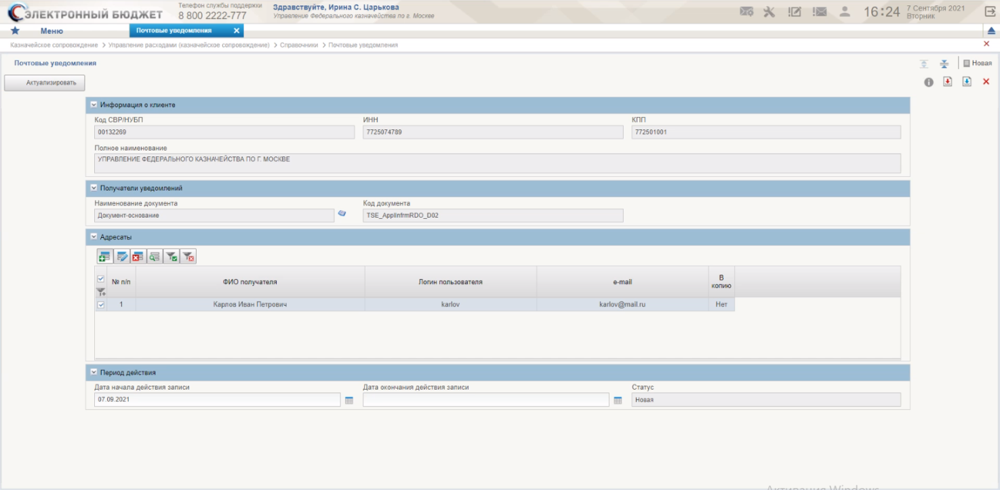 ЭЛЕКТРОННЫЙ БЮДЖЕТ
Телефон службы поддержки
8 800 2222-777
Здравствуйте, Ирина С. Царькова
Управление Федерального казначейства по г. Москве
16:24
7 Сентября 2021
Вторник
Меню
Почтовые уведомления
Казначейское сопровождение > Управление расходами (казначейское сопровождение) > Справочники > Почтовые уведомления
Почтовые уведомления
Новая
Актуализировать
Информация о клиенте
Код СВР/НУБП ИНН КПП
00132269 7725074789 772501001
Полное наименование
УПРАВЛЕНИЕ ФЕДЕРАЛЬНОГО КАЗНАЧЕЙСТВА ПО Г. МОСКВЕ
Получатели уведомлений
Наименование документа Код документа
Документ-основание TSE_ApplInfrmRDO_D02
Адресаты
№ п/п ФИО получателя Логин пользователя e-mail В копию
1 Карлов Иван Петрович karlov karlov@mail.ru Нет
Период действия
Дата начала действия записи Дата окончания действия записи Статус
07.09.2021 Новая
Активация Windows